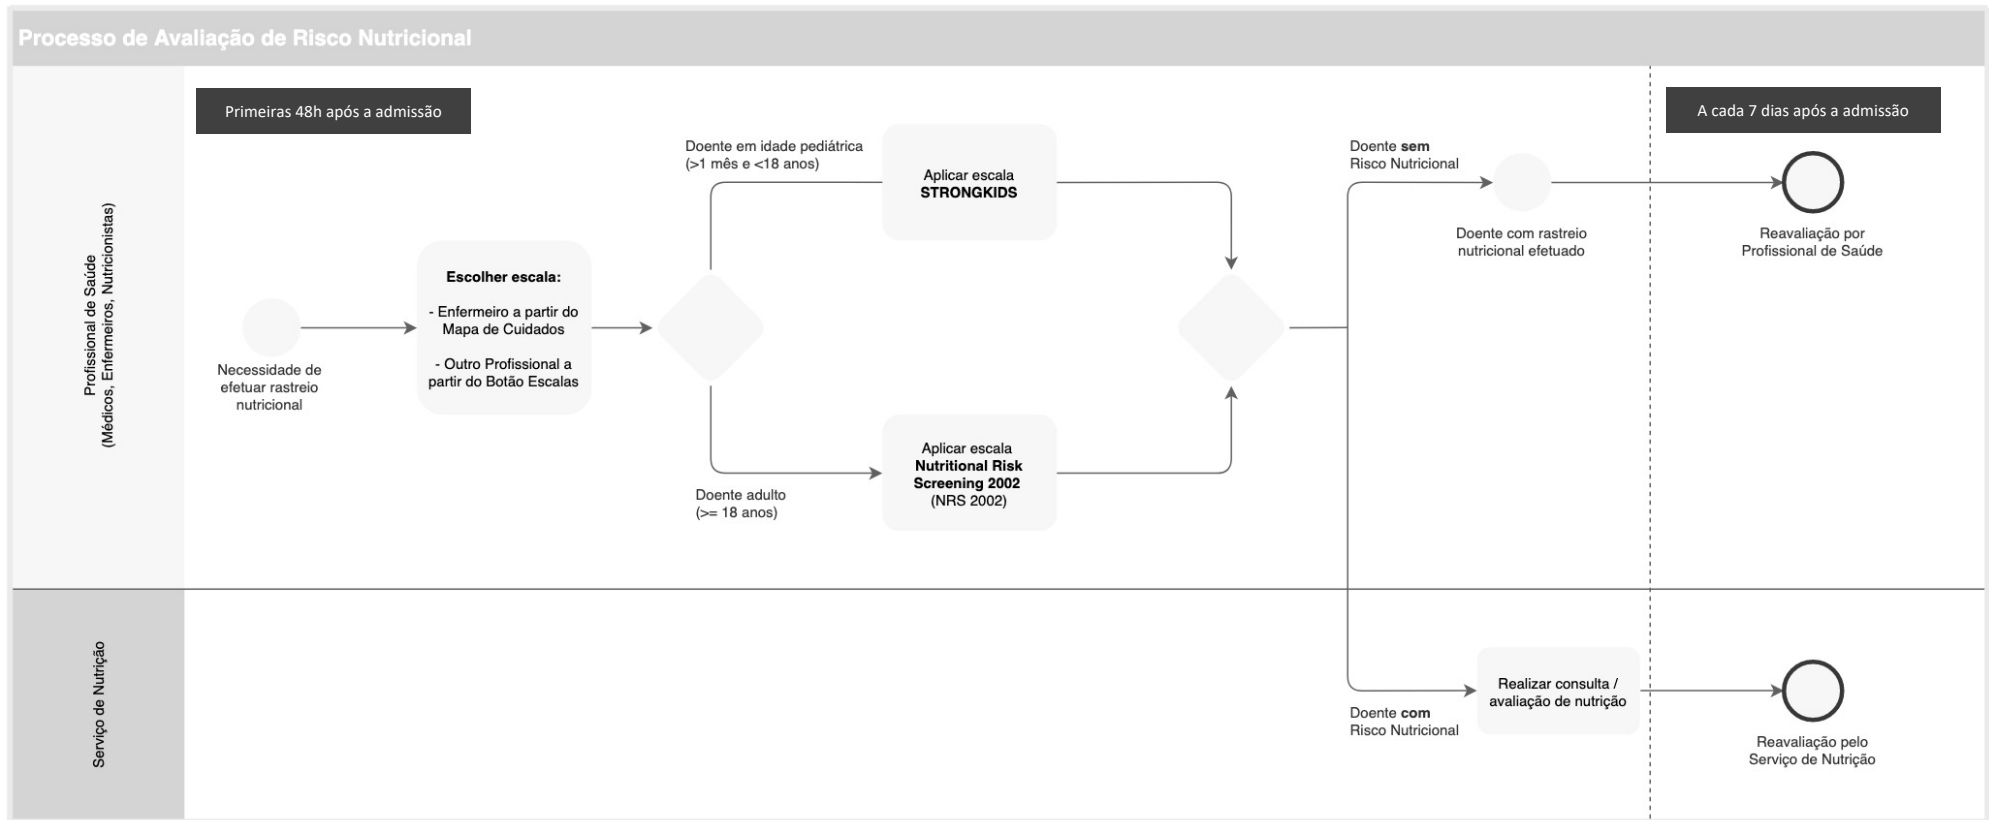 Processo de Avaliação de Risco Nutricional
Profissional de Saúde
(Médicos, Enfermeiros, Nutricionistas)
Primeiras 48h após a admissão
Necessidade de
efetuar rastreio
nutricional
Escolher escala:
- Enfermeiro a partir do
Mapa de Cuidados
- Outro Profissional a
partir do Botão Escalas
Doente em idade pediátrica
(>1 mês e <18 anos)
Aplicar escala
STRONGKIDS
Doente adulto
(>= 18 anos)
Aplicar escala
Nutritional Risk
Screening 2002
(NRS 2002)
Doente sem
Risco Nutricional
Doente com rastreio
nutricional efetuado
A cada 7 dias após a admissão
Reavaliação por
Profissional de Saúde
Serviço de Nutrição
Doente com
Risco Nutricional
Realizar consulta /
avaliação de nutrição
Reavaliação pelo
Serviço de Nutrição